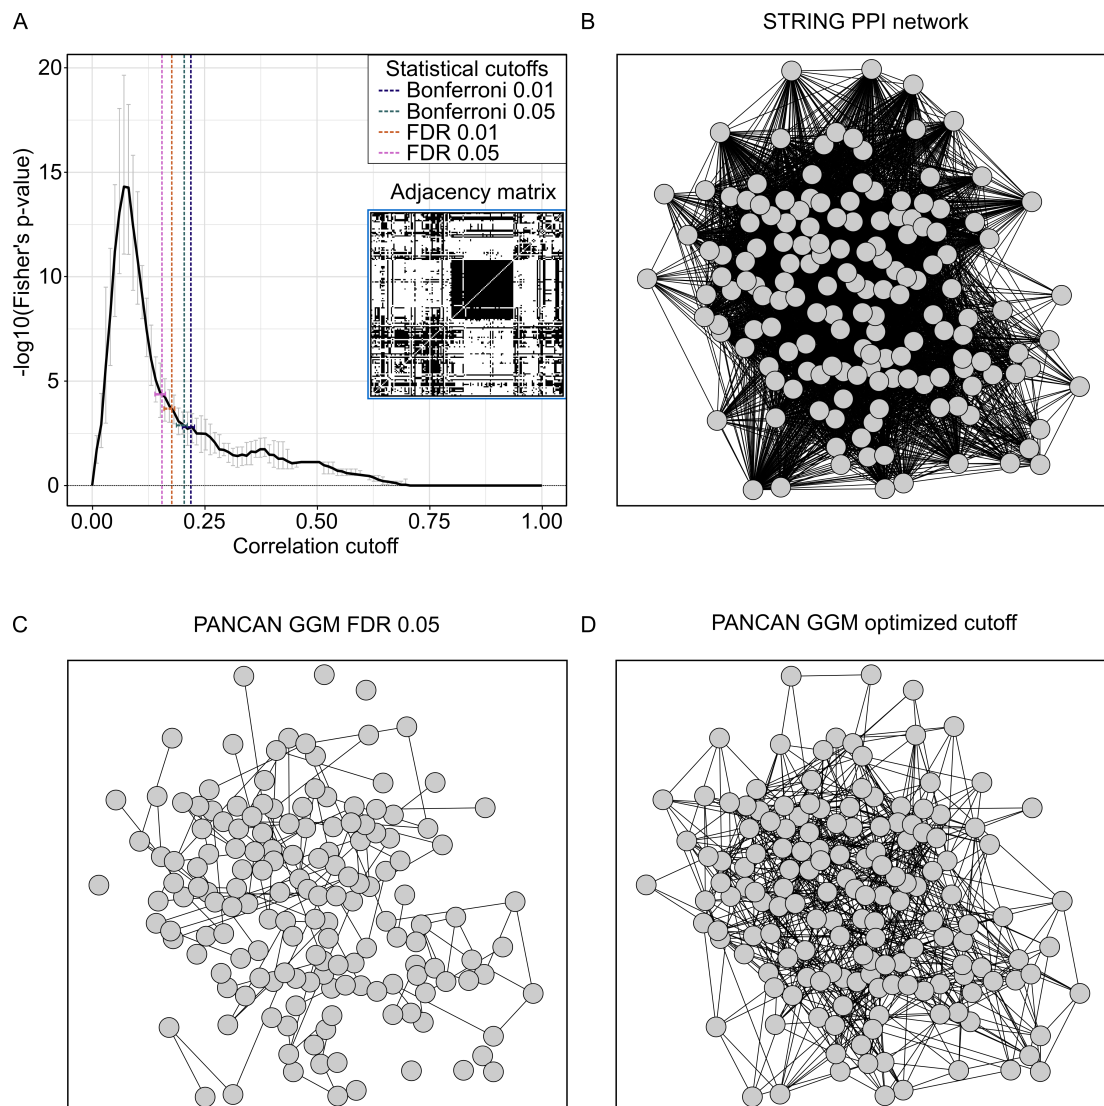 A
B
STRING PPI network
20
15
10
5
0
-log10(Fisher's p-value)
Statistical cutoffs
Bonferroni 0.01
Bonferroni 0.05
FDR 0.01
FDR 0.05
Adjacency matrix
0.00 0.25 0.50 0.75 1.00
Correlation cutoff
C
PANCAN GGM FDR 0.05
D
PANCAN GGM optimized cutoff